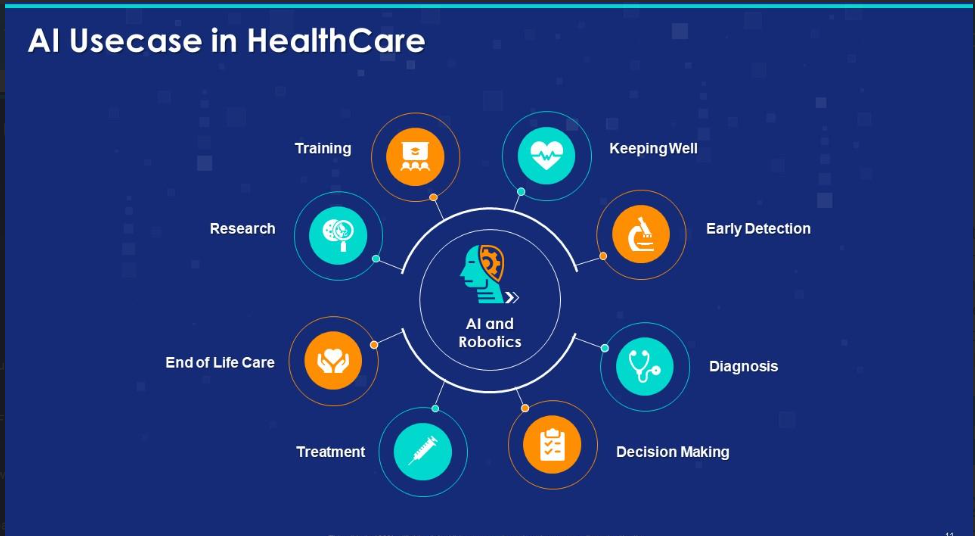 AI Usecase in HealthCare
Training
KeepingWell
Research
Early Detection
AI and
Robotics
End of Life Care
Diagnosis
Treatment
Decision Making